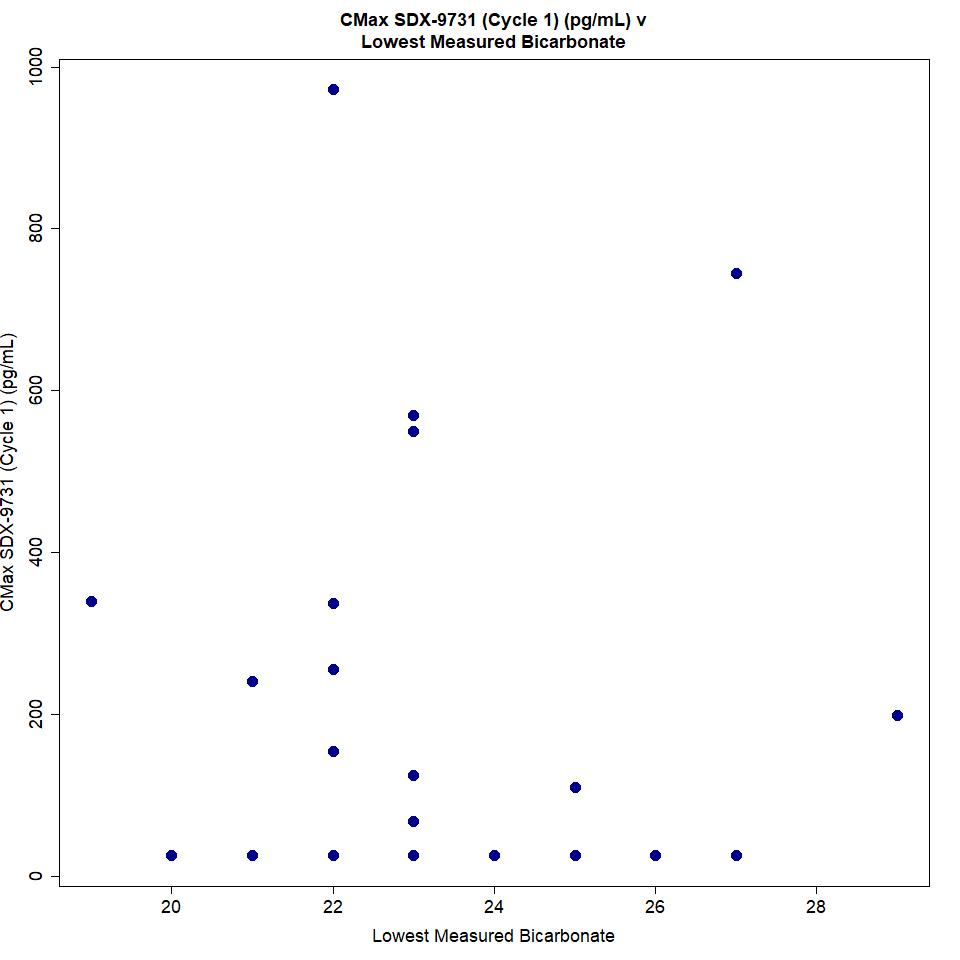 CMax SDX-9731 (Cycle 1) (pg/mL) v
Lowest Measured Bicarbonate
1000
800
600
400
200
0
CMax SDX-9731 (Cycle 1) (pg/mL)
20 22 24 26 28
Lowest Measured Bicarbonate